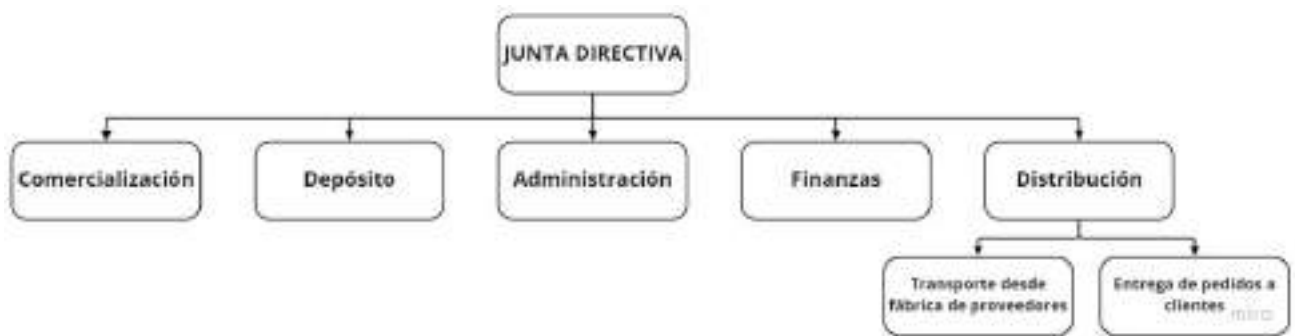 JUNTA DIRECTIVA
Comercialización
Depósito
Administración
Finanzas
Distribución
Transporte desde
fábrica de proveedores
Entrega de pedidos a
clientes
miro